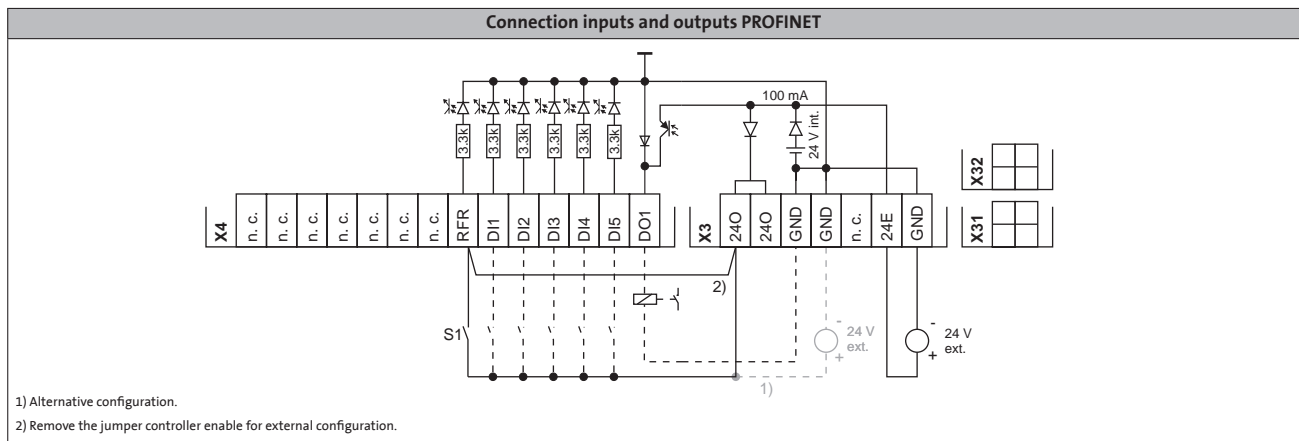 Connection inputs and outputs PROFINET
100 mA
3.3k
3.3k
3.3k
3.3k
3.3k
3.3k
24 V int.
X4
n. c.
n. c.
n. c.
n. c.
n. c.
n. c.
n. c.
RFR
DI1
DI2
DI3
DI4
DI5
DO1
X3
24O
24O
GND
GND
n. c.
24E
GND
X32
X31
2)
S1
-
24 V
ext.
+
-
24 V
ext.
+
1)
1) Alternative configuration.
2) Remove the jumper controller enable for external configuration.